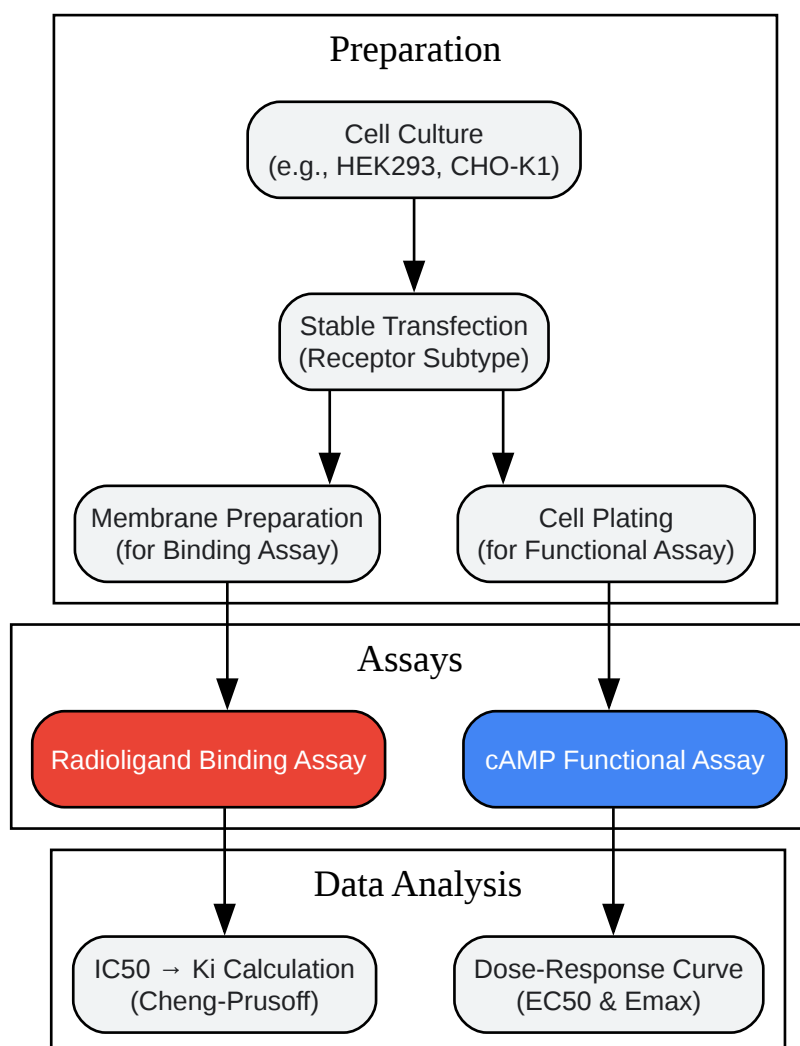 Preparation
Cell Culture
(e.g., HEK293, CHO-K1)
Stable Transfection
(Receptor Subtype)
Membrane Preparation
(for Binding Assay)
Cell Plating
(for Functional Assay)
Assays
Radioligand Binding Assay
cAMP Functional Assay
Data Analysis
IC50 → Ki Calculation
(Cheng-Prusoff)
Dose-Response Curve
(EC50 & Emax)